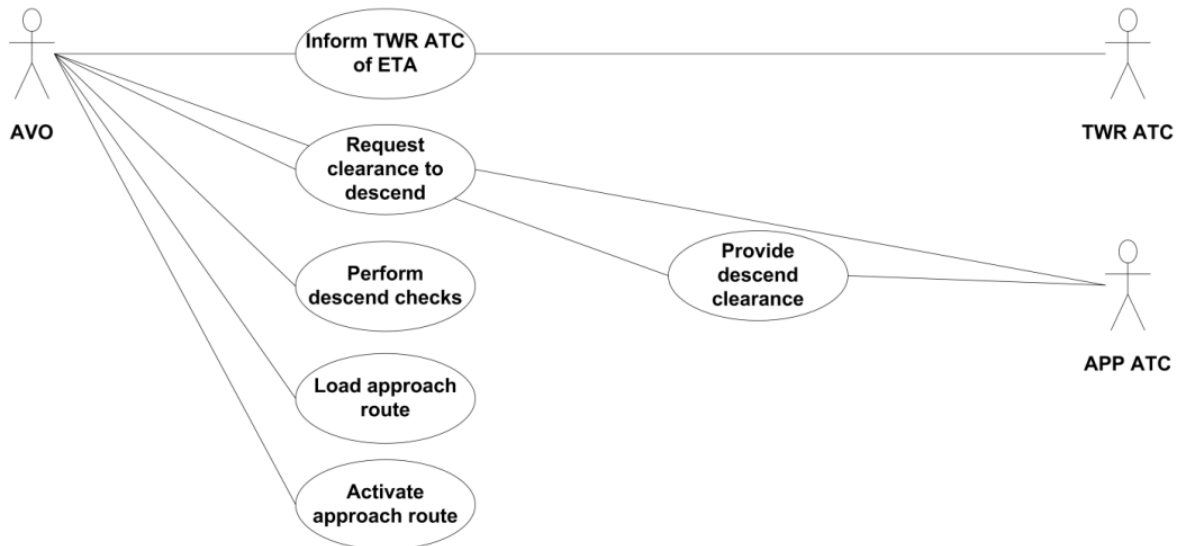 Inform TWR ATC
of ETA
AVO
TWR ATC
Request
clearance to
descend
Provide
descend
clearance
Perform
descend checks
APP ATC
Load approach
route
Activate
approach route